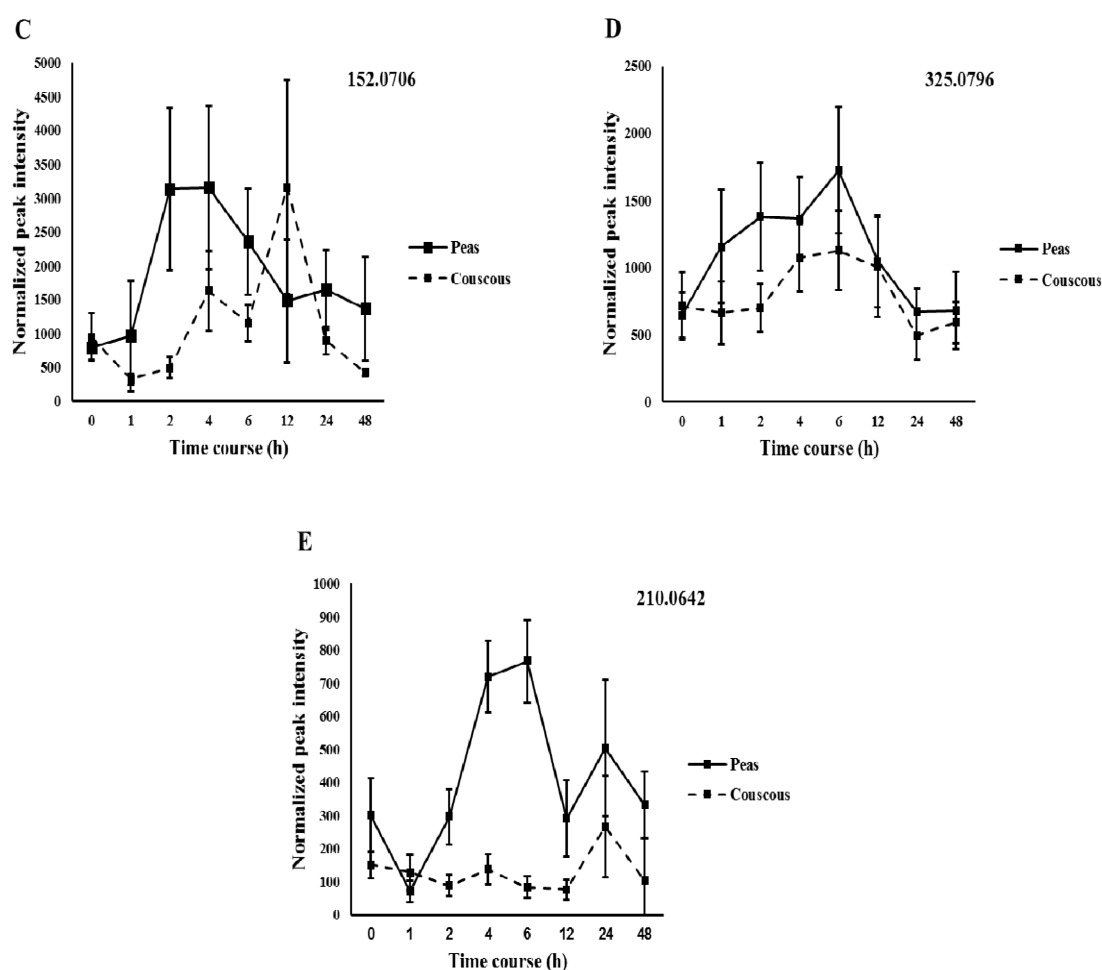 C
152.0706
Normalized peak intensity
5000
4500
4000
3500
3000
2500
2000
1500
1000
500
0
0 1 2 4 6 12 24 48
Time course (h)
Peas
Couscous
D
325.0796
Normalized peak intensity
2500
2000
1500
1000
500
0
0 1 2 4 6 12 24 48
Time course (h)
Peas
Couscous
E
210.0642
Normalized peak intensity
1000
900
800
700
600
500
400
300
200
100
0
0 1 2 4 6 12 24 48
Time course (h)
Peas
Couscous